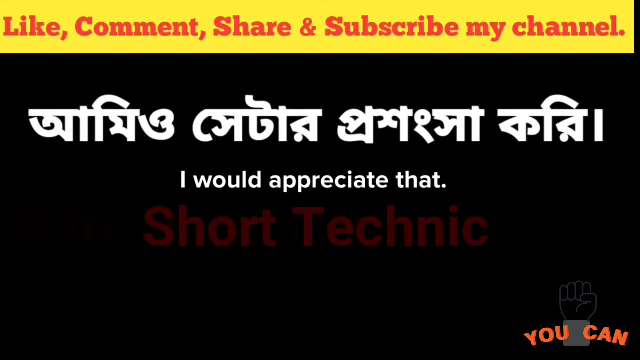 Like, Comment, Share & Subscribe my channel.
আমিও সেটার প্রশংসা করি।
I would appreciate that.
Short Technic
YOU CAN